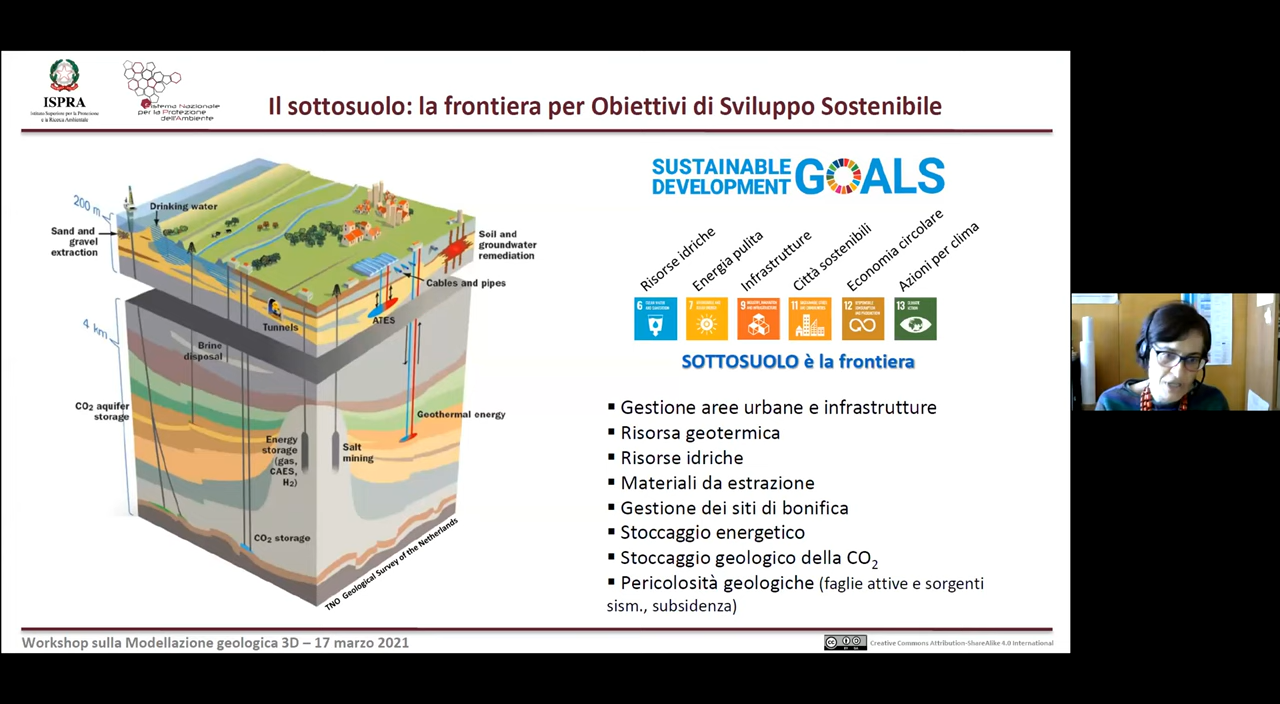 ISPRA
Istituto Superiore per la Protezione
e la Ricerca Ambientale
Sistema Nazionale
per la Protezione
dell'Ambiente
Il sottosuolo: la frontiera per Obiettivi di Sviluppo Sostenibile
200 m
Drinking water
Sand and
gravel
extraction
Soil and
groundwater
remediation
Cables and pipes
Tunnels
ATES
4 km
Brine
disposal
CO₂ aquifer
storage
Geothermal energy
Energy
storage
(gas,
CAES,
H₂)
Salt
mining
CO₂ storage
TNO Geological Survey of the Netherlands
SUSTAINABLE
DEVELOPMENT
GOALS
Risorse idriche
Energia pulita
Infrastrutture
Città sostenibili
Economia circolare
Azioni per clima
6
7
9
11
12
13
SOTTOSUOLO è la frontiera
▪ Gestione aree urbane e infrastrutture
▪ Risorsa geotermica
▪ Risorse idriche
▪ Materiali da estrazione
▪ Gestione dei siti di bonifica
▪ Stoccaggio energetico
▪ Stoccaggio geologico della CO₂
▪ Pericolosità geologiche (faglie attive e sorgenti
sism., subsidenza)
Workshop sulla Modellazione geologica 3D – 17 marzo 2021
Creative Commons Attribution-ShareAlike 4.0 International